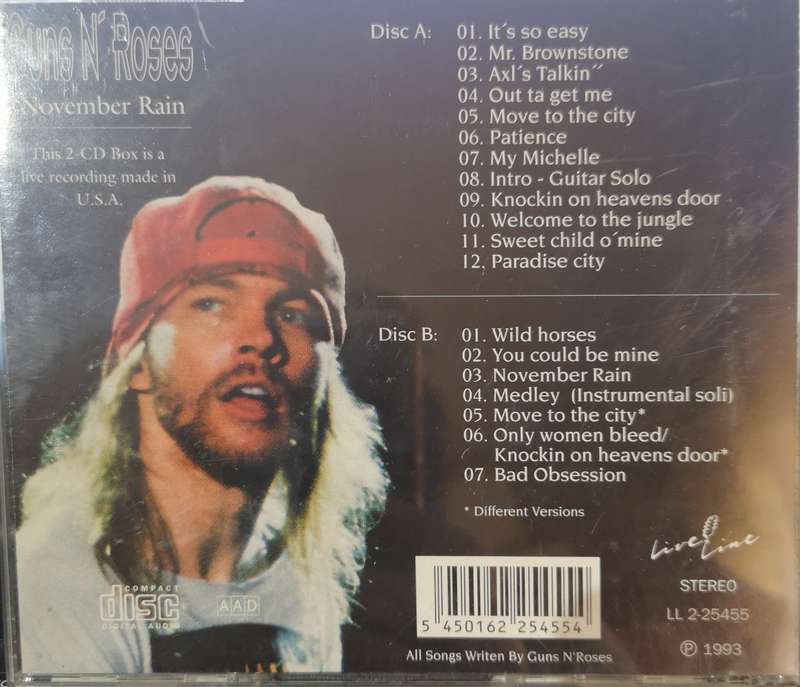 Guns N' Roses
November Rain
This 2-CD Box is a
live recording made in
U.S.A.
Disc A:
01. It´s so easy
02. Mr. Brownstone
03. Axl´s Talkin´´
04. Out ta get me
05. Move to the city
06. Patience
07. My Michelle
08. Intro - Guitar Solo
09. Knockin on heavens door
10. Welcome to the jungle
11. Sweet child o´mine
12. Paradise city
Disc B:
01. Wild horses
02. You could be mine
03. November Rain
04. Medley (Instrumental soli)
05. Move to the city*
06. Only women bleed/
Knockin on heavens door*
07. Bad Obsession
* Different Versions
Live Line
STEREO
LL 2-25455
℗ 1993
COMPACT
disc
DIGITAL AUDIO
AAD
5 450162 254554
All Songs Writen By Guns N'Roses